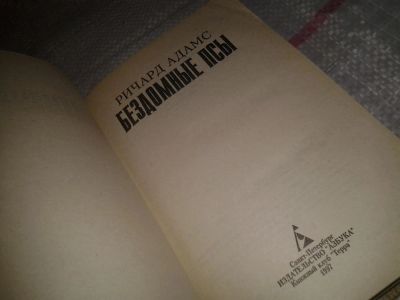 РИЧАРД АДАМС
БЕЗДОМНЫЕ ПСЫ
Санкт-Петербург
ИЗДАТЕЛЬСТВО "АЗБУКА"
Книжный клуб "Терра"
1997